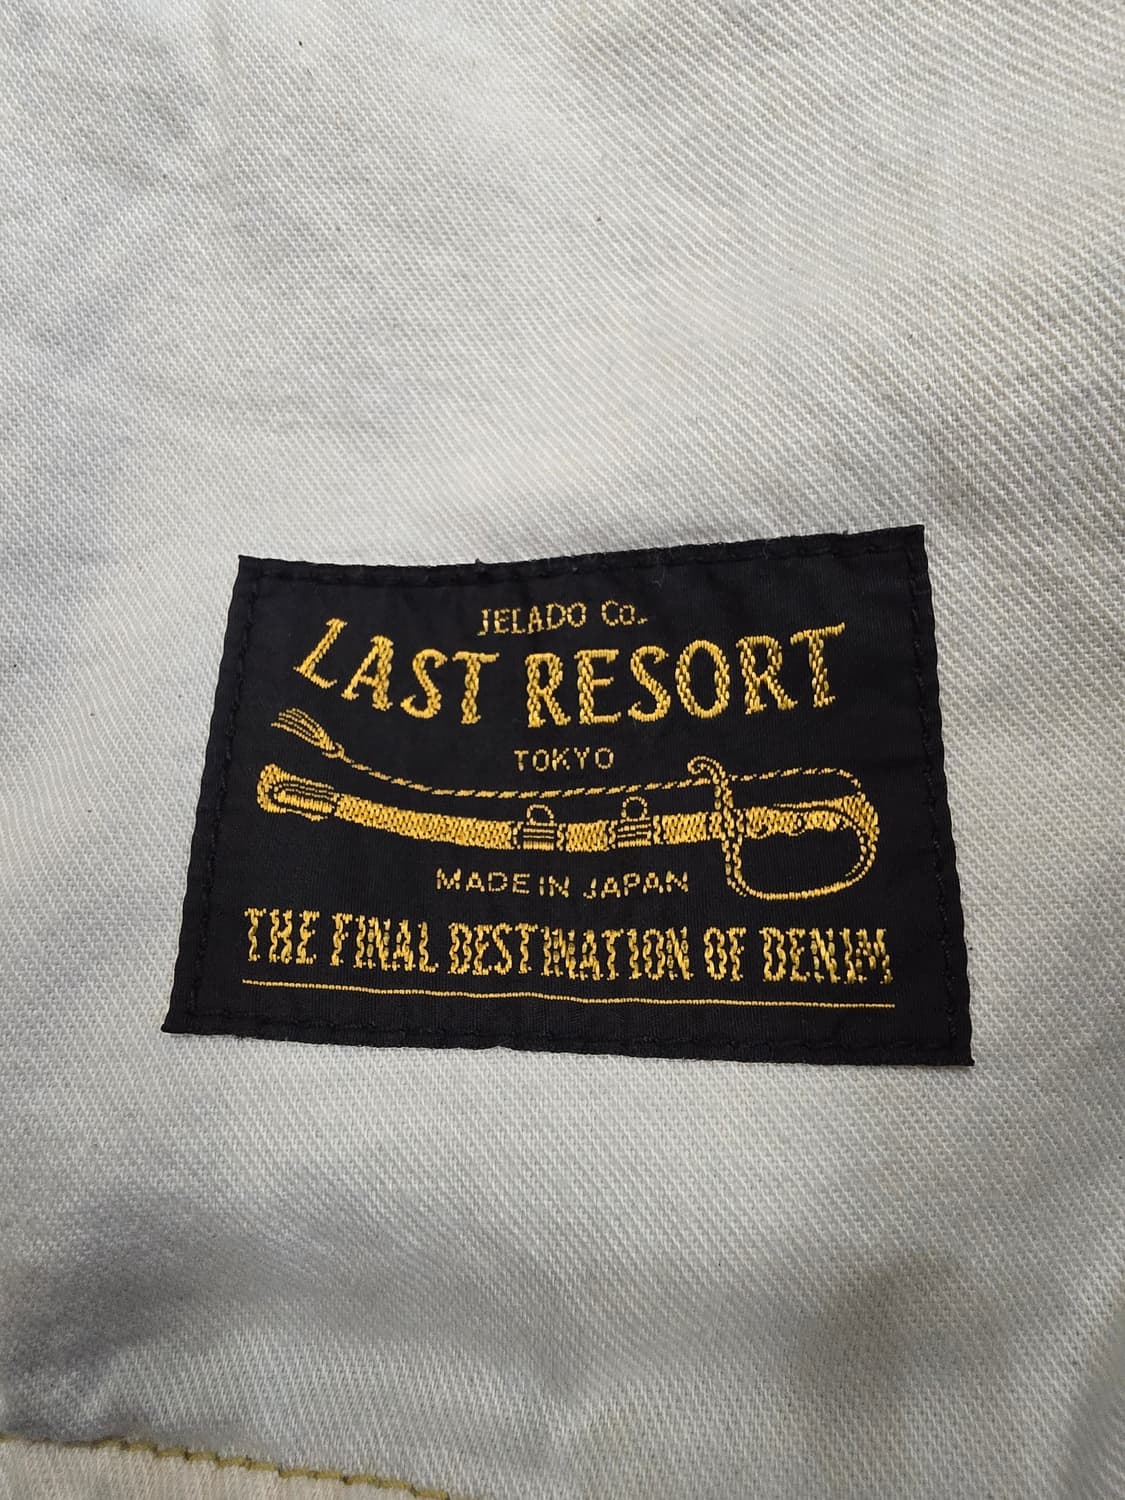 JELADO Co.
LAST RESORT
TOKYO
MADE IN JAPAN
THE FINAL DESTINATION OF DENIM